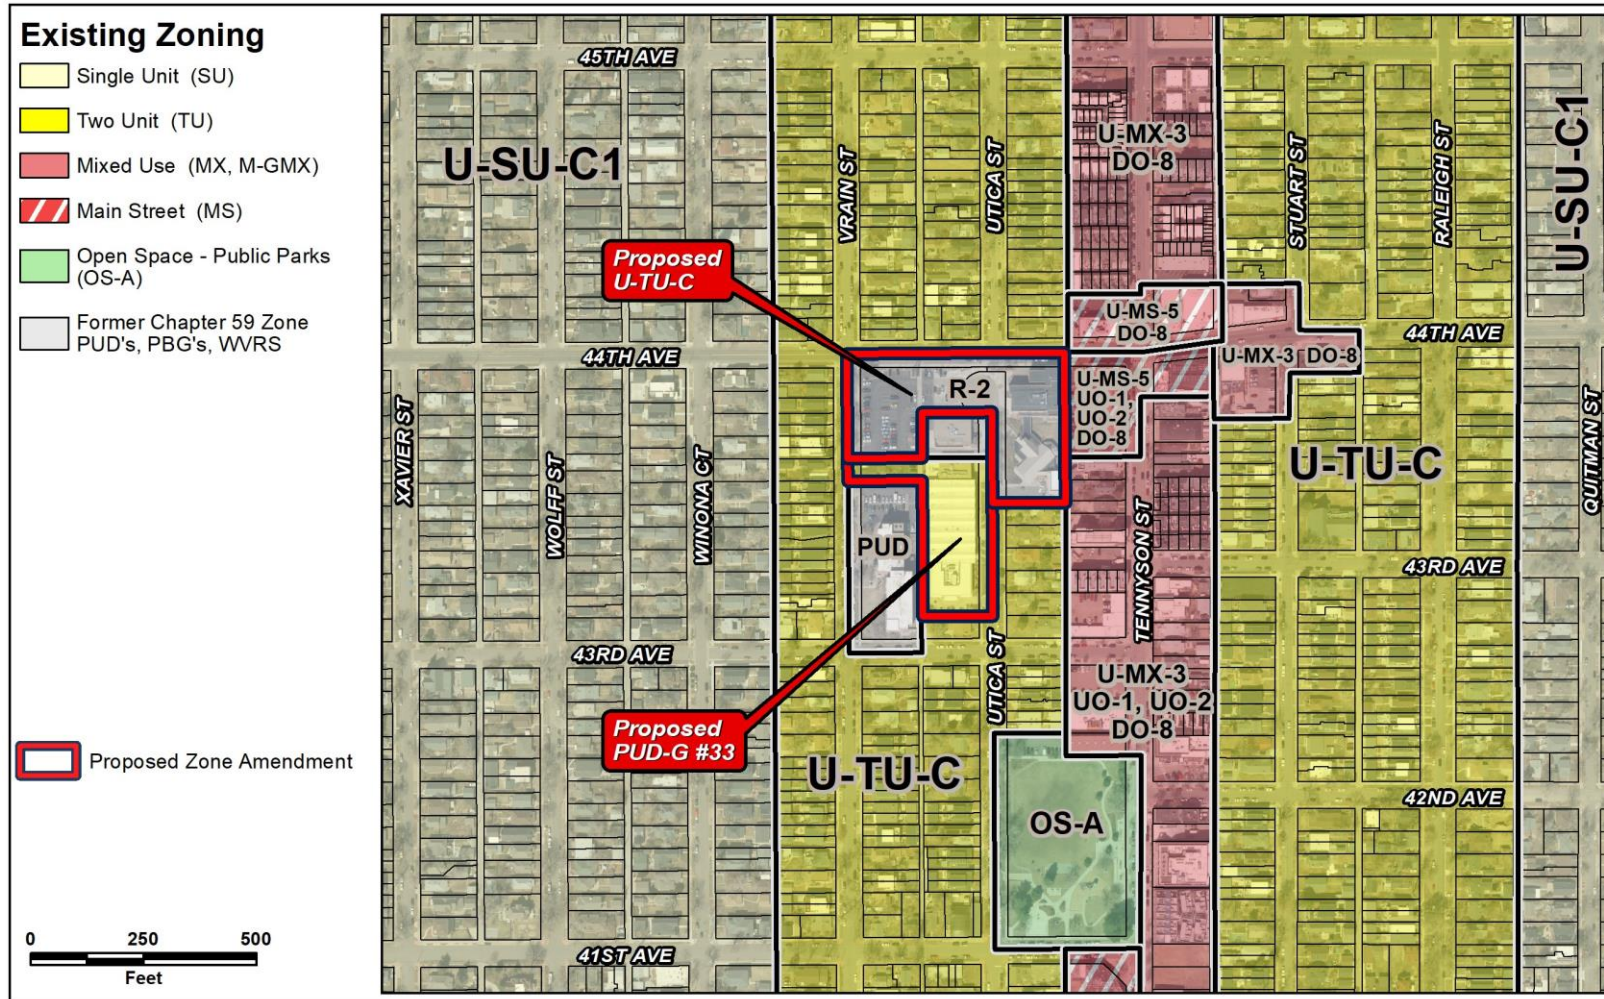 Existing Zoning
Single Unit (SU)
Two Unit (TU)
Mixed Use (MX, M-GMX)
Main Street (MS)
Open Space - Public Parks
(OS-A)
Former Chapter 59 Zone
PUD's, PBG's, WVRS
Proposed Zone Amendment
0 250 500
Feet
45TH AVE
U-SU-C1
VRAIN ST
UTICA ST
U-MX-3
DO-8
STUART ST
RALEIGH ST
U-SU-C1
Proposed
U-TU-C
U-MS-5
DO-8
44TH AVE
44TH AVE
U-MX-3 DO-8
R-2
U-MS-5
UO-1,
UO-2
DO-8
XAVIER ST
WOLFF ST
WINONA CT
U-TU-C
QUITMAN ST
TENNYSON ST
PUD
43RD AVE
43RD AVE
UTICA ST
U-MX-3
UO-1, UO-2
DO-8
Proposed
PUD-G #33
U-TU-C
42ND AVE
OS-A
41ST AVE